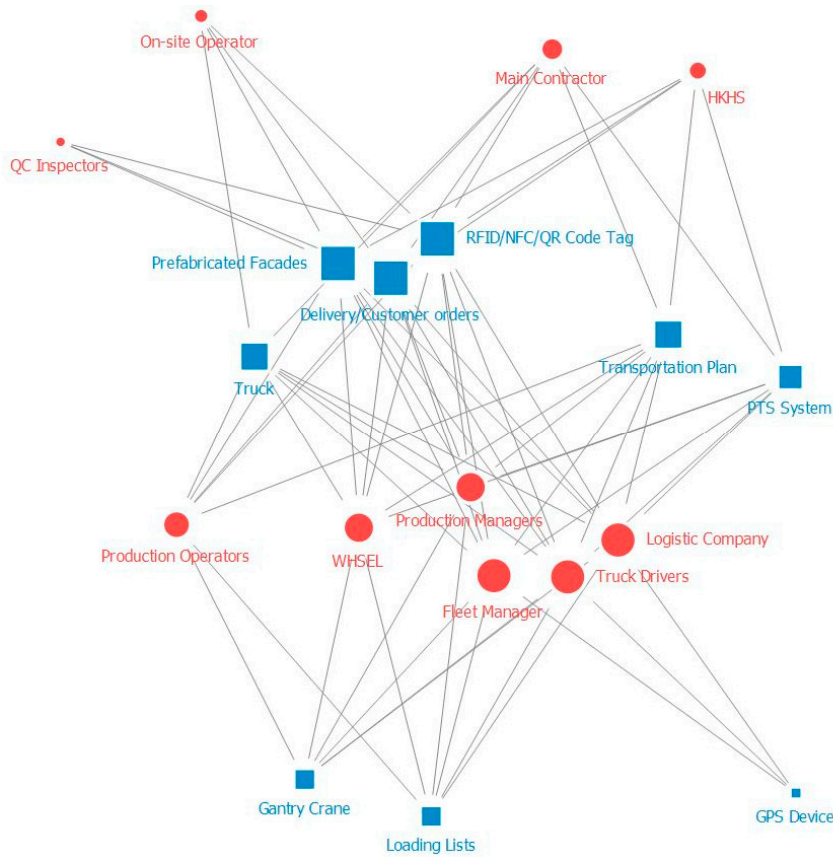 On-site Operator
Main Contractor
HKHS
QC Inspectors
RFID/NFC/QR Code Tag
Prefabricated Facades
Delivery/Customer orders
Transportation Plan
Truck
PTS System
Production Managers
Production Operators
WHSEL
Logistic Company
Truck Drivers
Fleet Manager
Gantry Crane
GPS Device
Loading Lists